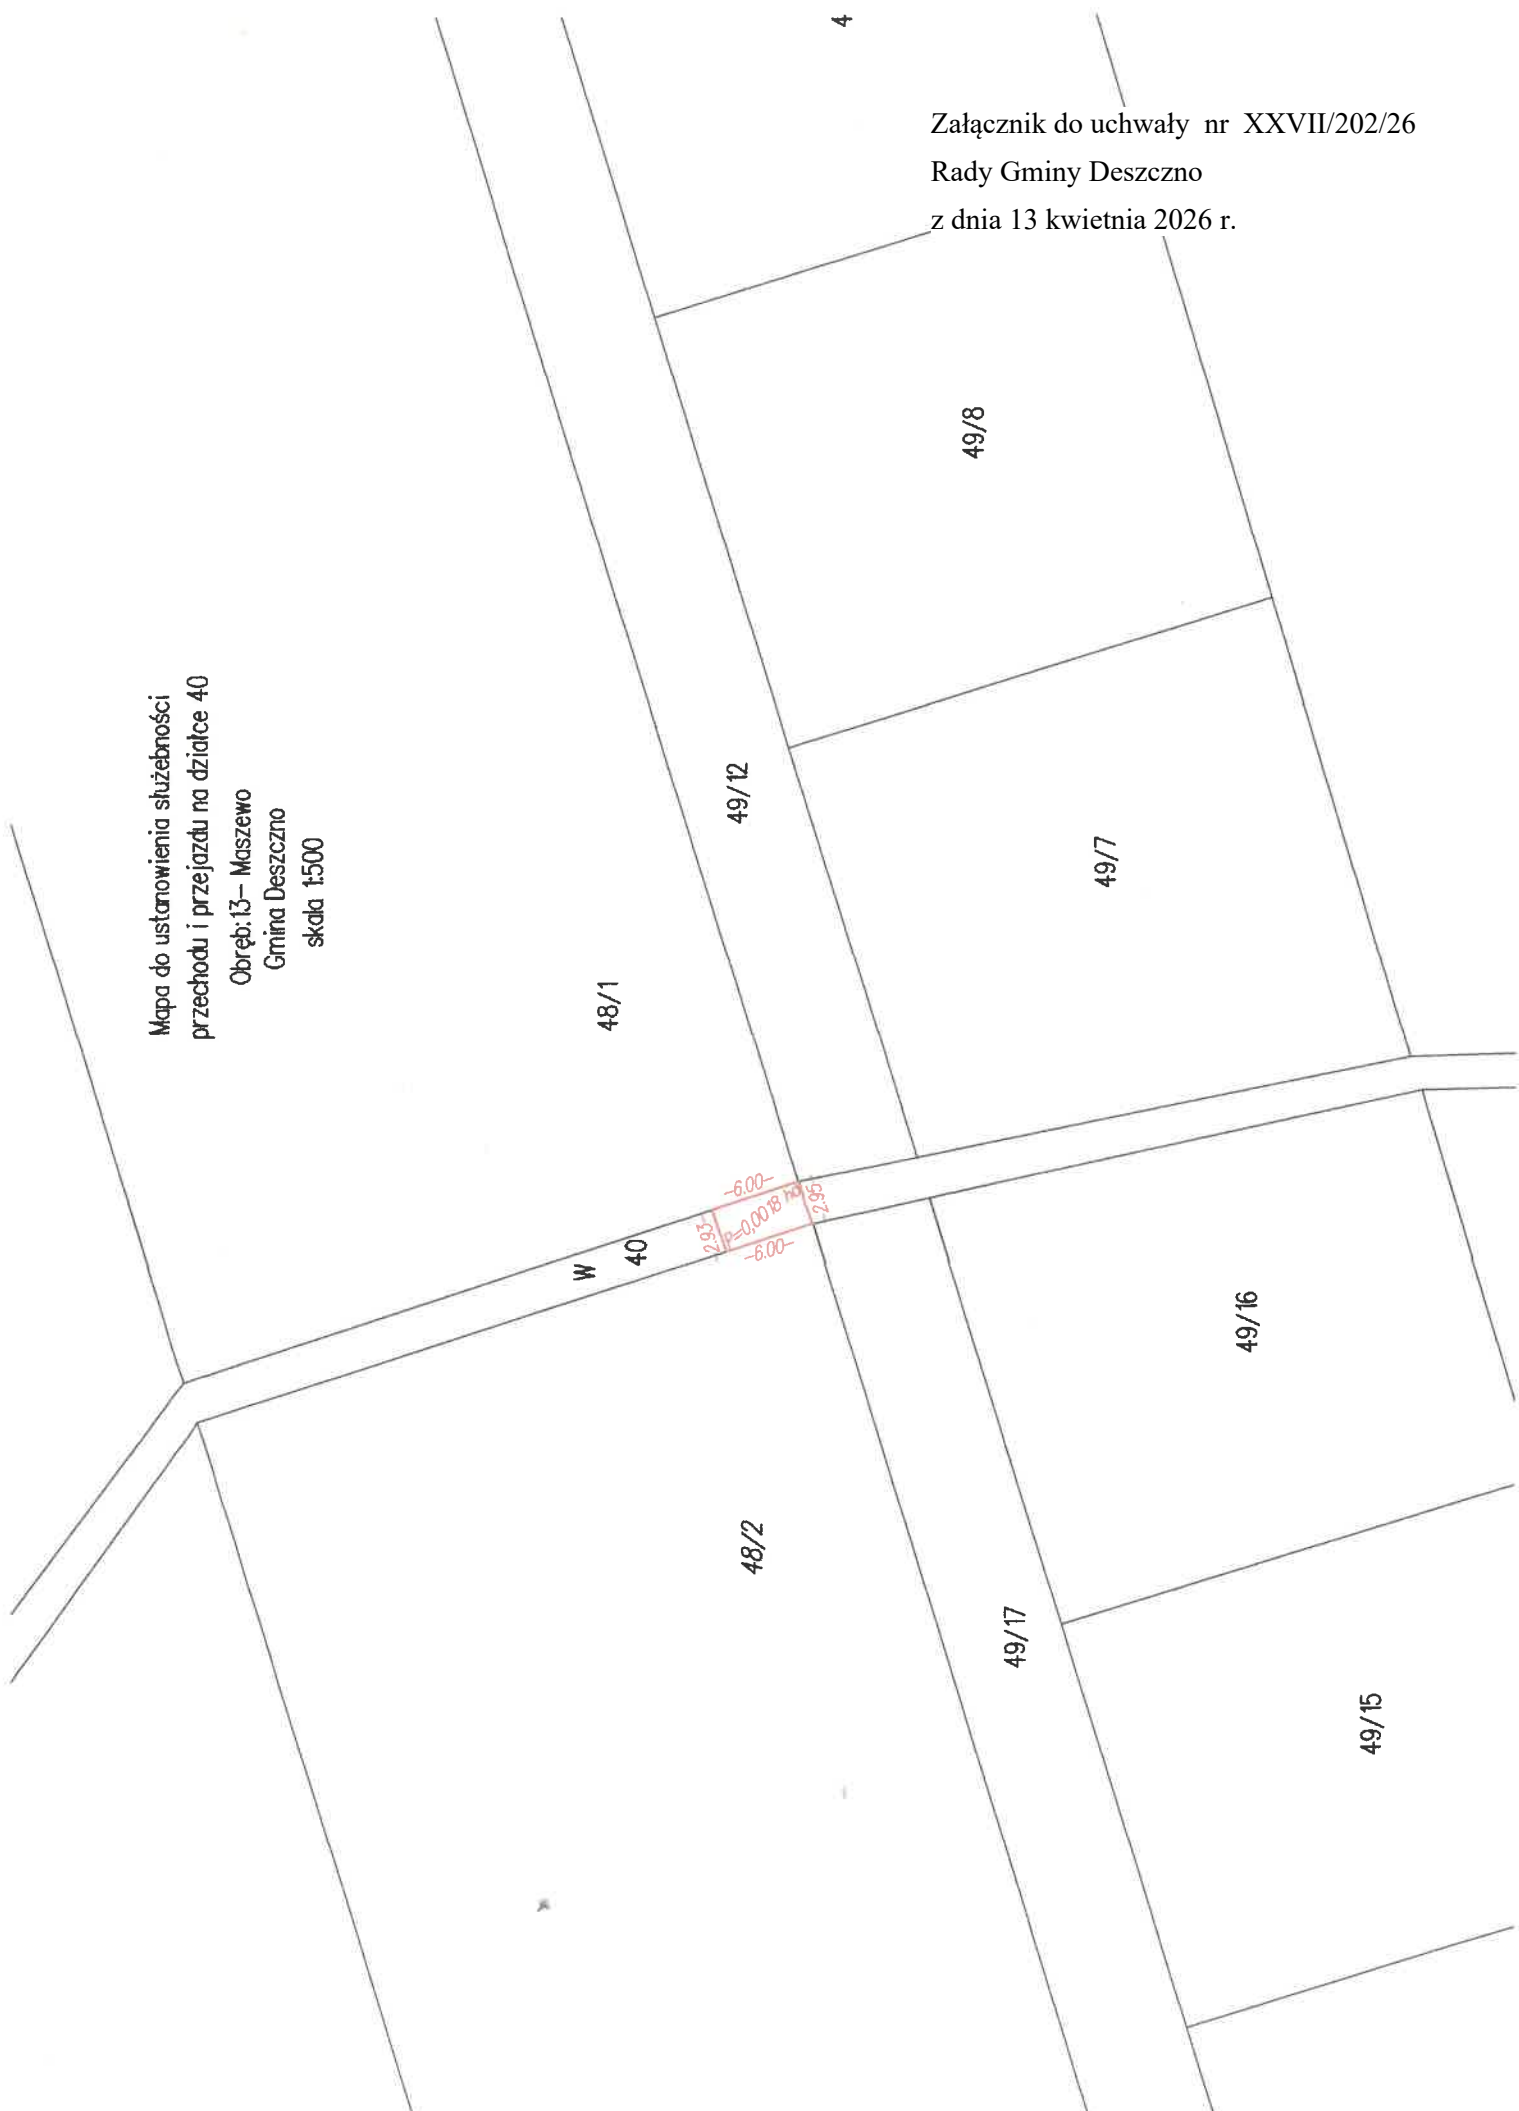 Załącznik do uchwały nr XXVII/202/26
Rady Gminy Deszczno
z dnia 13 kwietnia 2026 r.
Mapa do ustanowienia służebności
przechodu i przejazdu na działce 40
Obręb:13- Maszewo
Gmina Deszczno
skala 1:500
4
49/8
49/12
49/7
48/1
-6.00-
2.93
P=0,0018 ha
2.95
-6.00-
W
40
49/16
48/2
49/17
49/15